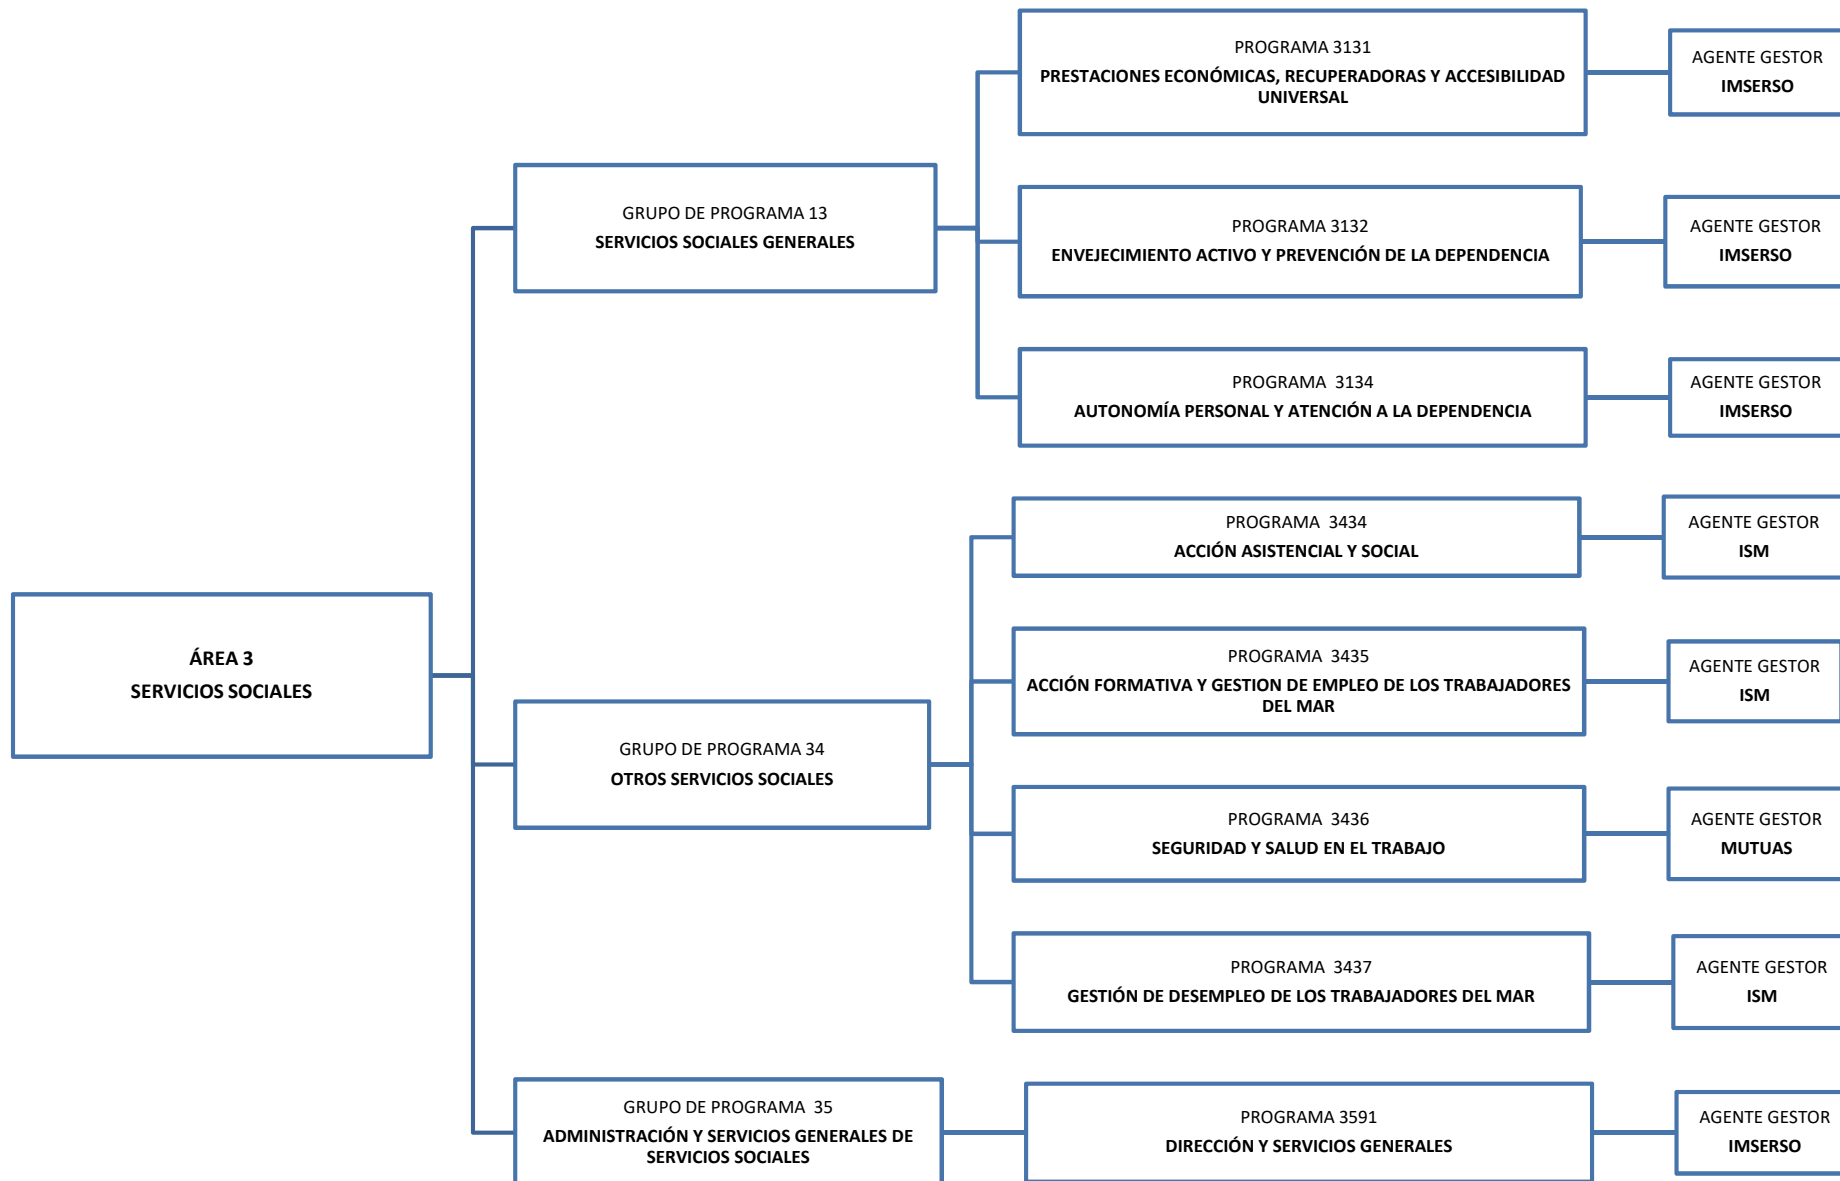 ÁREA 3
SERVICIOS SOCIALES
GRUPO DE PROGRAMA 13
SERVICIOS SOCIALES GENERALES
PROGRAMA 3131
PRESTACIONES ECONÓMICAS, RECUPERADORAS Y ACCESIBILIDAD
UNIVERSAL
AGENTE GESTOR
IMSERSO
PROGRAMA 3132
ENVEJECIMIENTO ACTIVO Y PREVENCIÓN DE LA DEPENDENCIA
AGENTE GESTOR
IMSERSO
PROGRAMA 3134
AUTONOMÍA PERSONAL Y ATENCIÓN A LA DEPENDENCIA
AGENTE GESTOR
IMSERSO
GRUPO DE PROGRAMA 34
OTROS SERVICIOS SOCIALES
PROGRAMA 3434
ACCIÓN ASISTENCIAL Y SOCIAL
AGENTE GESTOR
ISM
PROGRAMA 3435
ACCIÓN FORMATIVA Y GESTION DE EMPLEO DE LOS TRABAJADORES
DEL MAR
AGENTE GESTOR
ISM
PROGRAMA 3436
SEGURIDAD Y SALUD EN EL TRABAJO
AGENTE GESTOR
MUTUAS
PROGRAMA 3437
GESTIÓN DE DESEMPLEO DE LOS TRABAJADORES DEL MAR
AGENTE GESTOR
ISM
GRUPO DE PROGRAMA 35
ADMINISTRACIÓN Y SERVICIOS GENERALES DE
SERVICIOS SOCIALES
PROGRAMA 3591
DIRECCIÓN Y SERVICIOS GENERALES
AGENTE GESTOR
IMSERSO